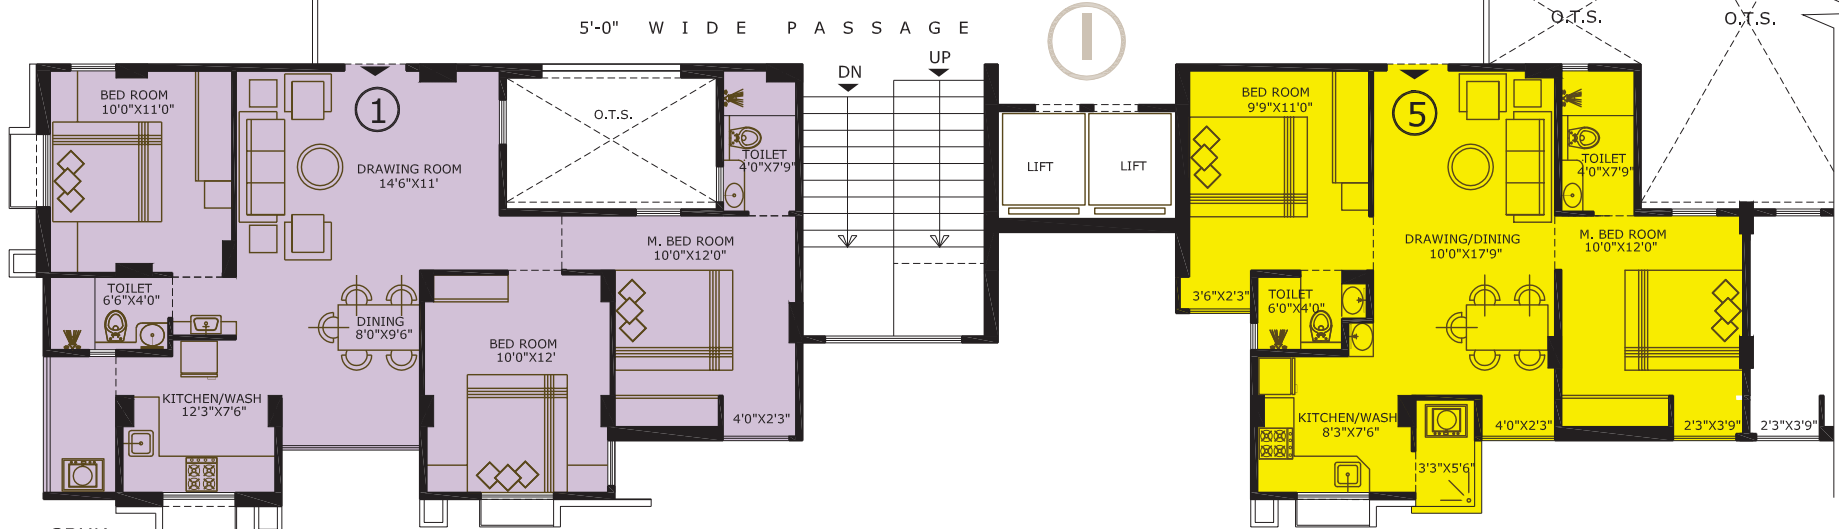 5'-0" WIDE PASSAGE
O.T.S.
O.T.S.
DN
UP
BED ROOM
10'0"X11'0"
1
O.T.S.
DRAWING ROOM
14'6"X11'
TOILET
4'0"X7'9"
LIFT
LIFT
BED ROOM
9'9"X11'0"
5
TOILET
4'0"X7'9"
M. BED ROOM
10'0"X12'0"
DRAWING/DINING
10'0"X17'9"
M. BED ROOM
10'0"X12'0"
TOILET
6'6"X4'0"
DINING
8'0"X9'6"
BED ROOM
10'0"X12'
3'6"X2'3"
TOILET
6'0"X4'0"
KITCHEN/WASH
12'3"X7'6"
4'0"X2'3"
KITCHEN/WASH
8'3"X7'6"
4'0"X2'3"
2'3"X3'9"
2'3"X3'9"
3'3"X5'6"